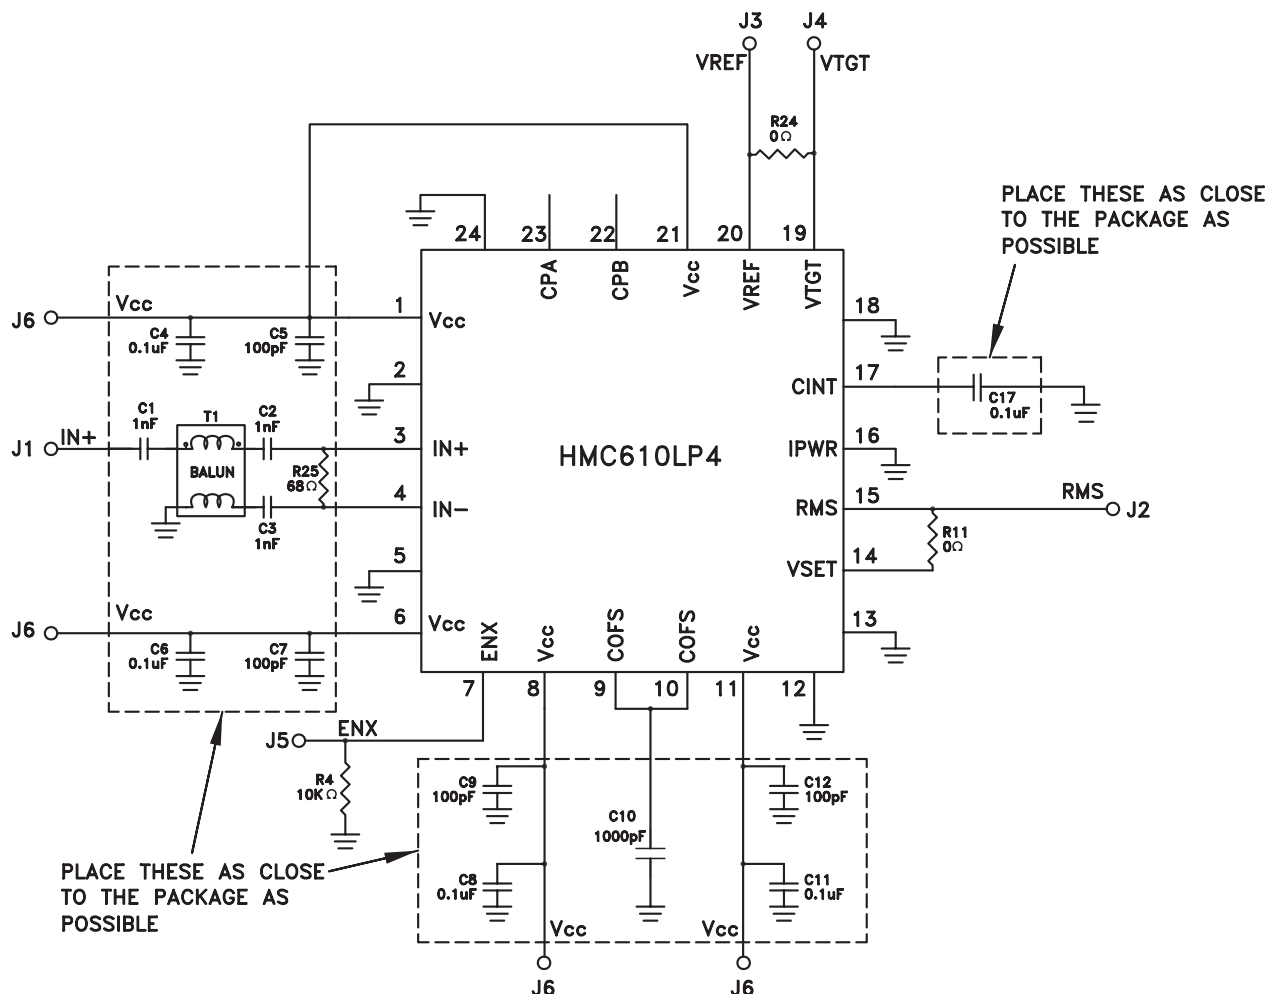 J3 J4
VREF VTGT
R24
0Ω
PLACE THESE AS CLOSE
TO THE PACKAGE AS
POSSIBLE
24 23 22 21 20 19
CPA CPB Vcc VREF VTGT
J6 Vcc 1 Vcc
C4
0.1uF
C5
100pF
2
J1 IN+ 3 IN+
C1
1nF
T1
BALUN
C2
1nF
R25
68Ω
C3
1nF
4 IN-
5
J6 Vcc 6 Vcc
C6
0.1uF
C7
100pF
HMC610LP4
18
CINT 17
C17
0.1uF
IPWR 16
RMS 15 RMS J2
R11
0Ω
VSET 14
13
ENX Vcc COFS COFS Vcc
7 8 9 10 11 12
J5 ENX
R4
10KΩ
C9
100pF
C12
100pF
C10
1000pF
C8
0.1uF
C11
0.1uF
PLACE THESE AS CLOSE
TO THE PACKAGE AS
POSSIBLE
Vcc Vcc
J6 J6